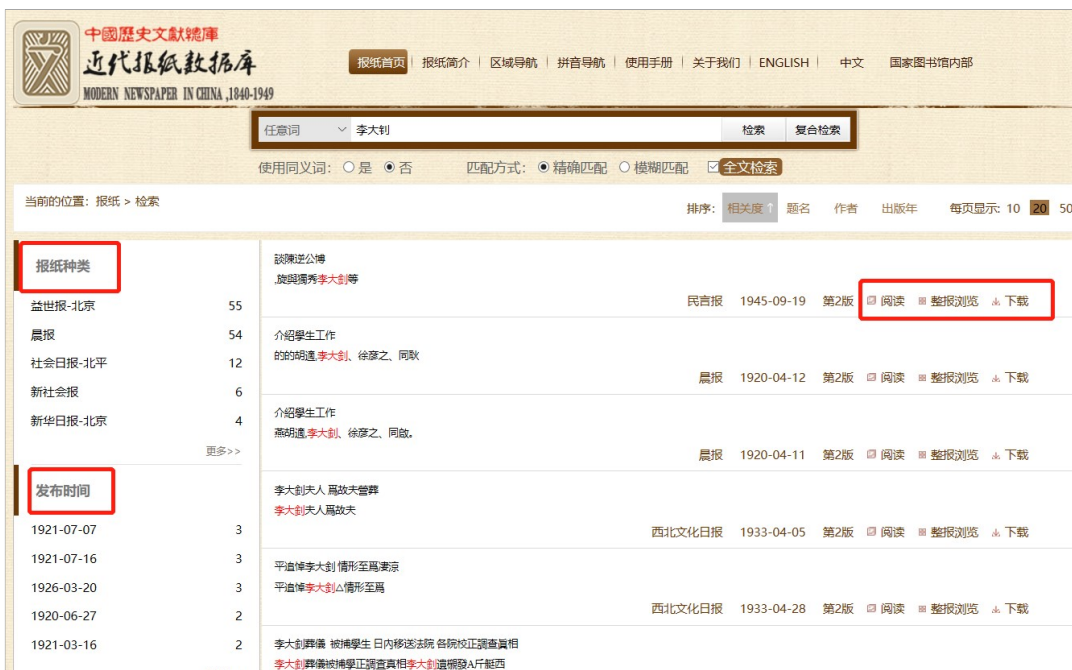 中國歷史文獻總庫
近代报纸数据库
MODERN NEWSPAPER IN CHINA ,1840-1949
报纸首页 报纸简介 区域导航 拼音导航 使用手册 关于我们 ENGLISH 中文 国家图书馆内部
任意词 李大钊 检索 复合检索
使用同义词: 是 否 匹配方式: 精确匹配 模糊匹配 全文检索
当前的位置: 报纸 > 检索
排序: 相关度↑ 题名 作者 出版年 每页显示: 10 20 50
报纸种类
益世报-北京 55
晨报 54
社会日报-北平 12
新社会报 6
新华日报-北京 4
更多>>
发布时间
1921-07-07 3
1921-07-16 3
1926-03-20 3
1920-06-27 2
1921-03-16 2
談陳逆公博
,旋與獨秀李大釗等
民言报 1945-09-19 第2版 阅读 整报浏览 下载
介紹學生工作
的的胡適,李大釗、徐彦之、同耿
晨报 1920-04-12 第2版 阅读 整报浏览 下载
介紹學生工作
燕胡適,李大釗、徐彦之、同啟。
晨报 1920-04-11 第2版 阅读 整报浏览 下载
李大釗夫人 爲故夫營葬
李大釗夫人爲故夫
西北文化日报 1933-04-05 第2版 阅读 整报浏览 下载
平追悼李大釗 情形至爲凄涼
平追悼李大釗△情形至爲
西北文化日报 1933-04-28 第2版 阅读 整报浏览 下载
李大釗葬儀 被捕學生 日内移送法院 各院校正調查眞相
李大釗葬儀被捕學正調查真相李大釗遺櫬發A斤艇西